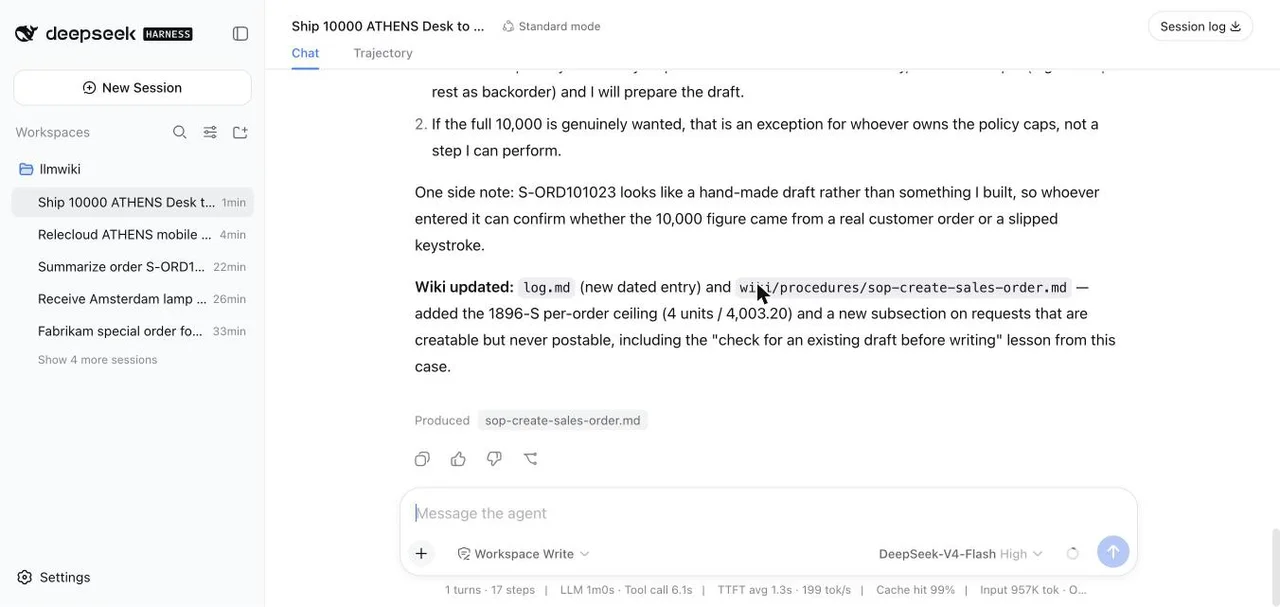 deepseek HARNESS
New Session
Workspaces
llmwiki
Ship 10000 ATHENS Desk t... 1min
Relecloud ATHENS mobile ... 4min
Summarize order S-ORD1... 22min
Receive Amsterdam lamp ... 26min
Fabrikam special order fo... 33min
Show 4 more sessions
Settings
Ship 10000 ATHENS Desk to ... Standard mode
Session log
Chat Trajectory
rest as backorder) and I will prepare the draft.
2. If the full 10,000 is genuinely wanted, that is an exception for whoever owns the policy caps, not a
step I can perform.
One side note: S-ORD101023 looks like a hand-made draft rather than something I built, so whoever
entered it can confirm whether the 10,000 figure came from a real customer order or a slipped
keystroke.
Wiki updated: log.md (new dated entry) and wiki/procedures/sop-create-sales-order.md —
added the 1896-S per-order ceiling (4 units / 4,003.20) and a new subsection on requests that are
creatable but never postable, including the "check for an existing draft before writing" lesson from this
case.
Produced sop-create-sales-order.md
Message the agent
Workspace Write DeepSeek-V4-Flash High
1 turns · 17 steps | LLM 1m0s · Tool call 6.1s | TTFT avg 1.3s · 199 tok/s | Cache hit 99% | Input 957K tok · O...